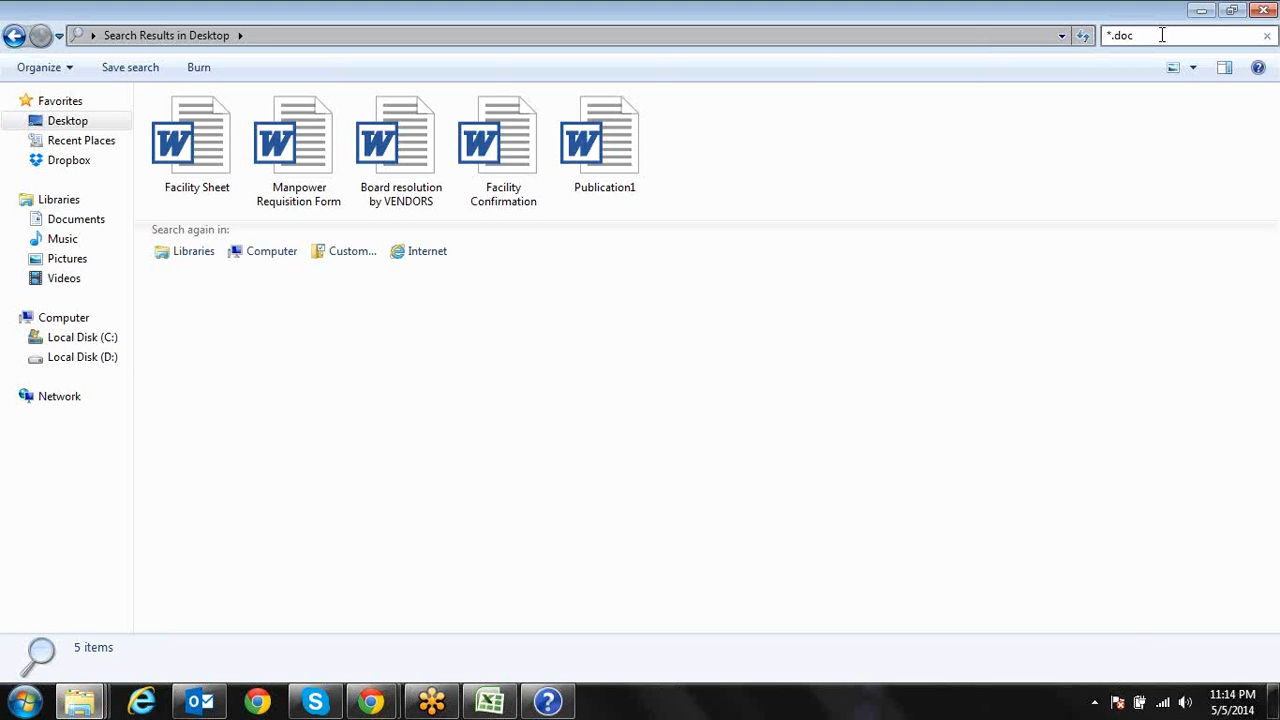 Search Results in Desktop
*.doc
Organize
Save search
Burn
Favorites
Desktop
Recent Places
Dropbox
Libraries
Documents
Music
Pictures
Videos
Computer
Local Disk (C:)
Local Disk (D:)
Network
W
W
W
W
W
Facility Sheet
Manpower
Requisition Form
Board resolution
by VENDORS
Facility
Confirmation
Publication1
Search again in:
Libraries
Computer
Custom...
Internet
5 items
11:14 PM
5/5/2014